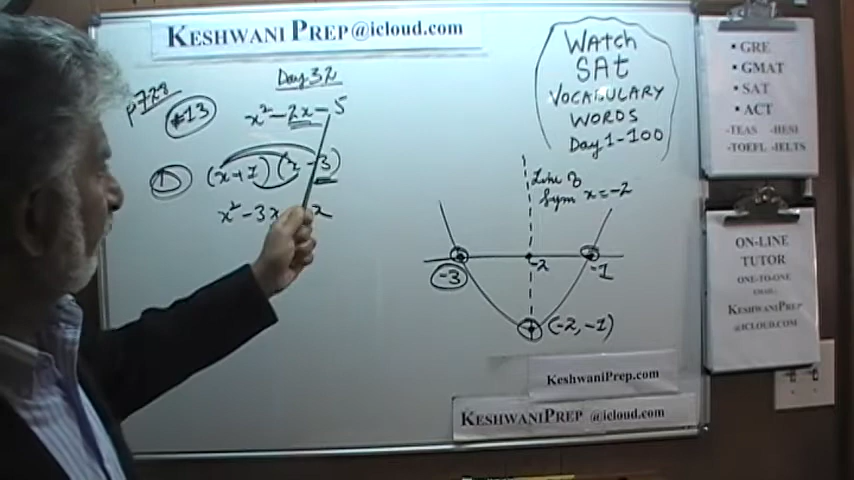 KESHWANI PREP@iCLOUD.COM
Day 32
p728
#13
x² - 2x - 5
(x+1) (x-3)
x² - 3x x
WATCH
SAT
VOCABULARY
WORDS
Day 1-100
Line of
Sym x = -2
-3
-2
-1
(-2, -1)
KESHWANIPREP.COM
KESHWANIPREP @iCLOUD.COM
• GRE
• GMAT
• SAT
• ACT
-TEAS -HESI
-TOEFL -IELTS
ON-LINE
TUTOR
ONE-TO-ONE
KESHWANIPREP
@iCLOUD.COM